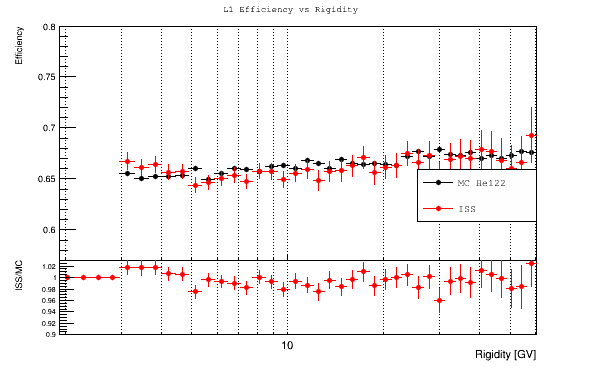 L1 Efficiency vs Rigidity
Efficiency
0.8
0.75
0.7
0.65
0.6
MC He122
ISS
ISS/MC
1.02
1
0.98
0.96
0.94
0.92
0.9
10
Rigidity [GV]